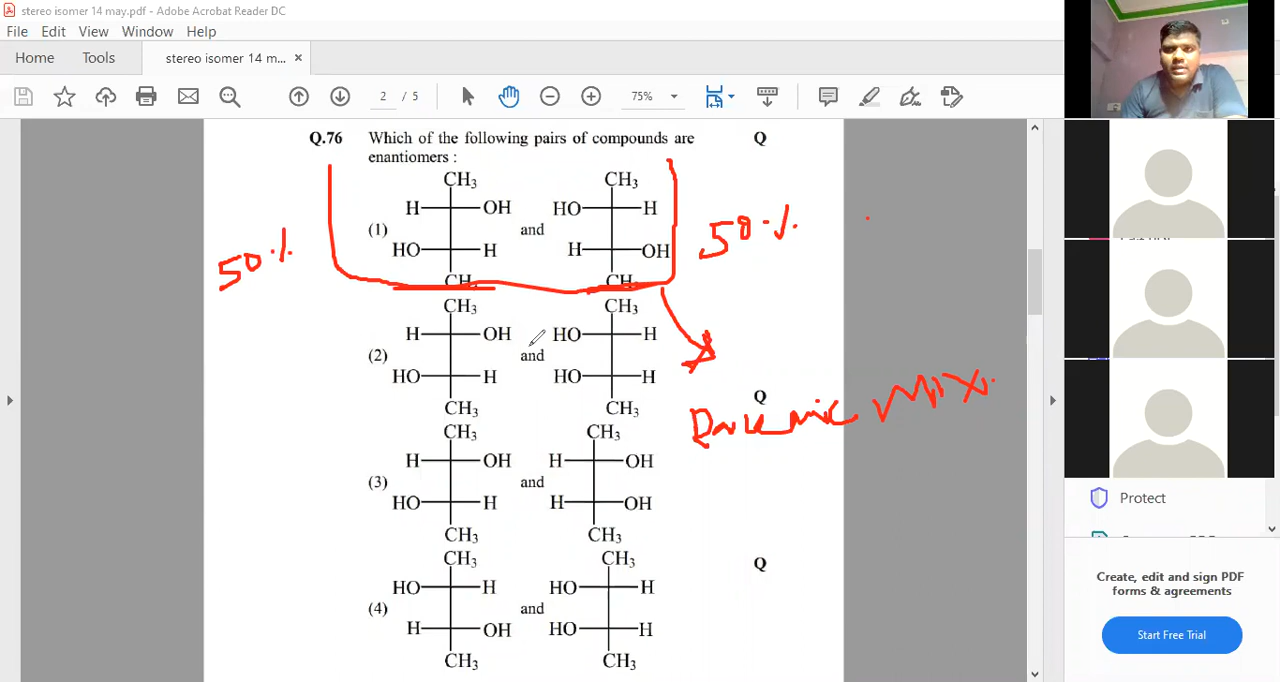 stereo isomer 14 may.pdf - Adobe Acrobat Reader DC
File Edit View Window Help
Home Tools stereo isomer 14 m... ×
2 / 5 75%
Q.76 Which of the following pairs of compounds are Q
enantiomers :
CH3 CH3
H OH HO H
(1) and
HO H H OH
CH CH
50% 50%
CH3 CH3
H OH HO H
(2) and
HO H HO H
CH3 CH3
Q
mix.
CH3 CH3
H OH H OH
(3) and
HO H H OH
CH3 CH3
CH3 CH3
Q
HO H HO H
(4) and
H OH HO H
CH3 CH3
Protect
Create, edit and sign PDF
forms & agreements
Start Free Trial